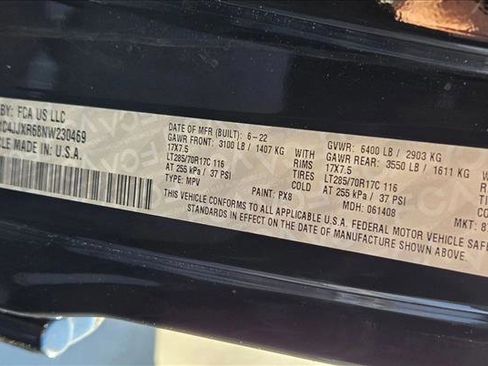 BY: FCA US LLC
C4JJXR68NW230469
CLE MADE IN U.S.A.
DATE OF MFR (BUILT): 6-22
GAWR FRONT: 3100 LB / 1407 KG WITH
17X7.5 RIMS
LT285/70R17C 116 TIRES
AT 255 kPa / 37 PSI COLD
TYPE: MPV PAINT: PX8
GVWR: 6400 LB / 2903 KG
GAWR REAR: 3550 LB / 1611 KG
17X7.5
LT285/70R17C 116
AT 255 kPa / 37 PSI
MDH: 061408
MKT:
THIS VEHICLE CONFORMS TO ALL APPLICABLE U.S.A. FEDERAL MOTOR VEHICLE
STANDARDS IN EFFECT ON THE DATE OF MANUFACTURE SHOWN ABOVE.